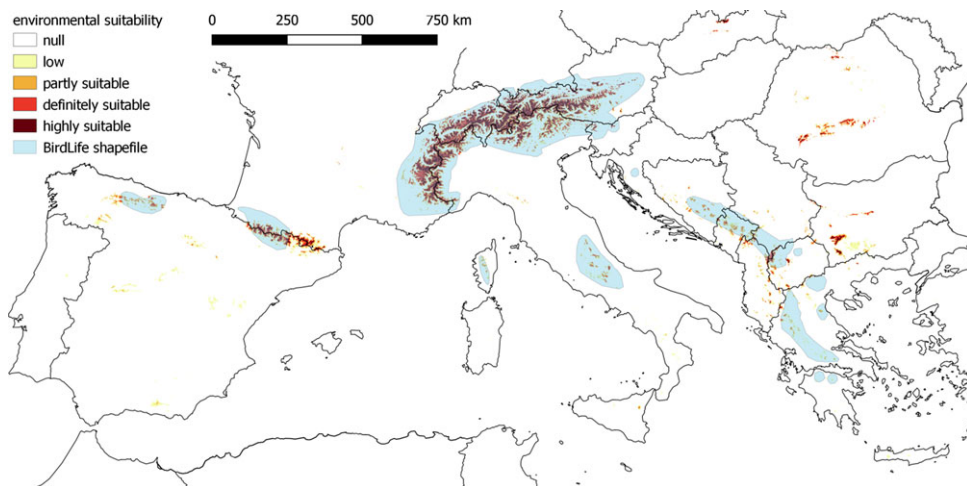 environmental suitability
null
low
partly suitable
definitely suitable
highly suitable
BirdLife shapefile
0 250 500 750 km